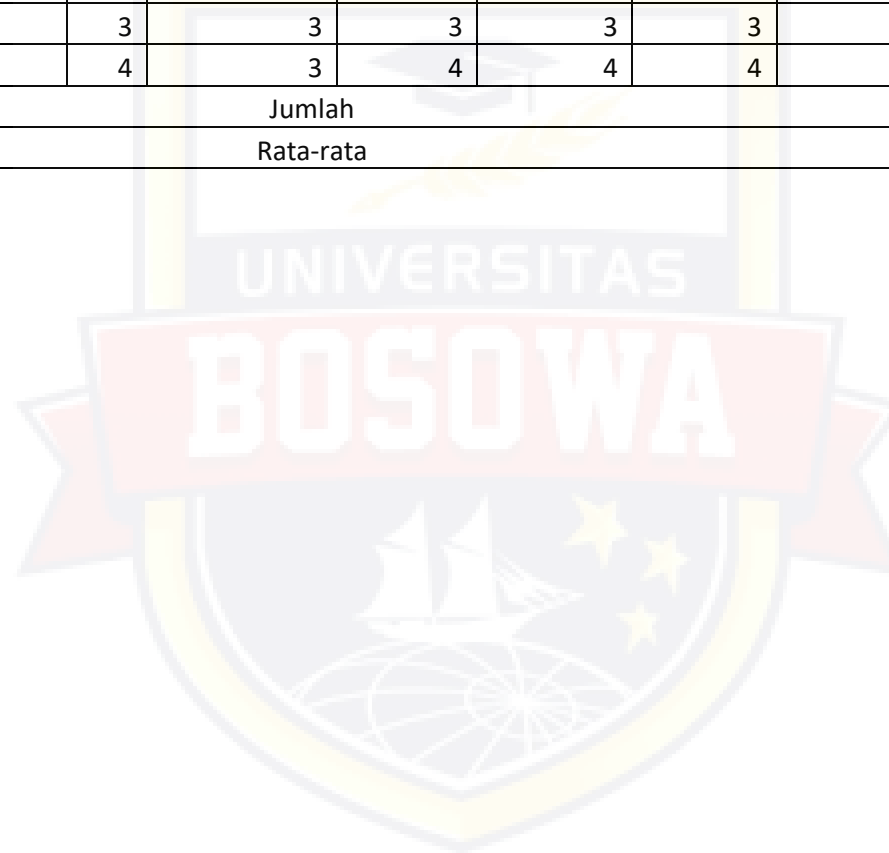 3 3 3 3 3
4 3 4 4 4
Jumlah
Rata-rata
UNIVERSITAS
BOSOWA